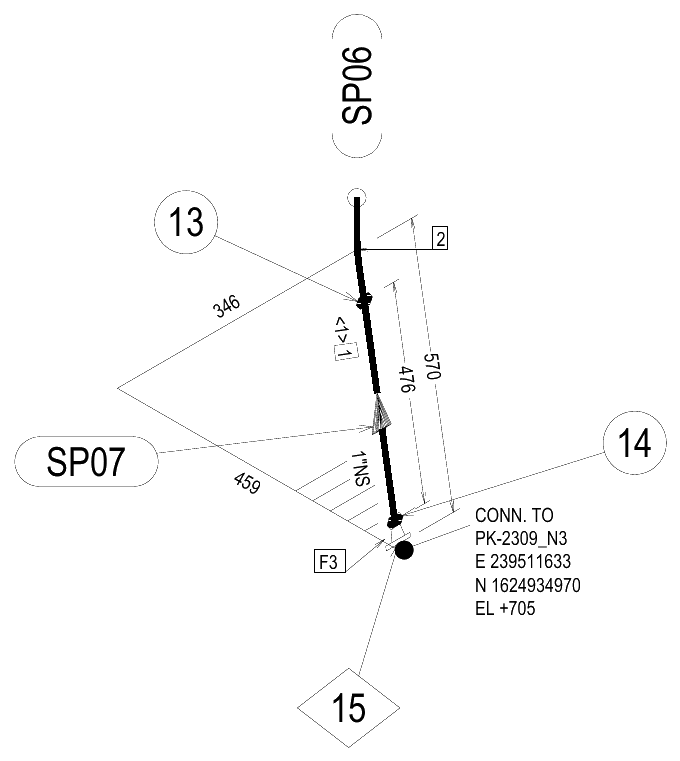 SP06
13
2
346
<1> 1
476
570
SP07
459
1"NS
14
CONN. TO
PK-2309_N3
E 239511633
N 1624934970
EL +705
F3
15